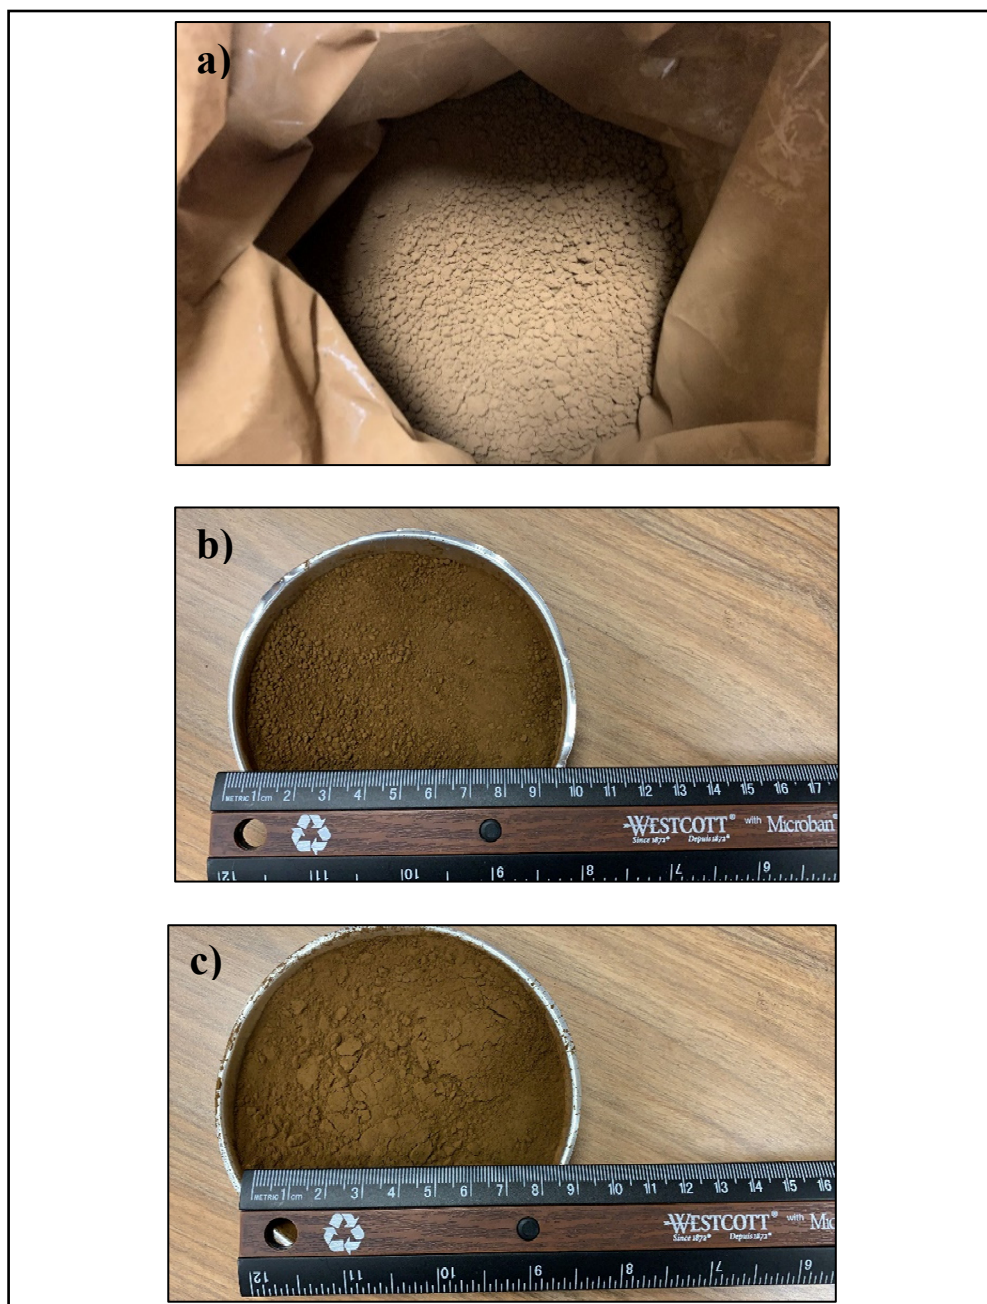 a)
b)
METRIC 1 cm 2 3 4 5 6 7 8 9 10 11 12 13 14 15 16 17
WESTCOTT® with Microban®
Since 1872® Depuis 1872®
12 11 10 9 8 7 6
c)
METRIC 1 cm 2 3 4 5 6 7 8 9 10 11 12 13 14 15 16
WESTCOTT® with Mic
Since 1872® Depuis 1872®
12 11 10 9 8 7 6